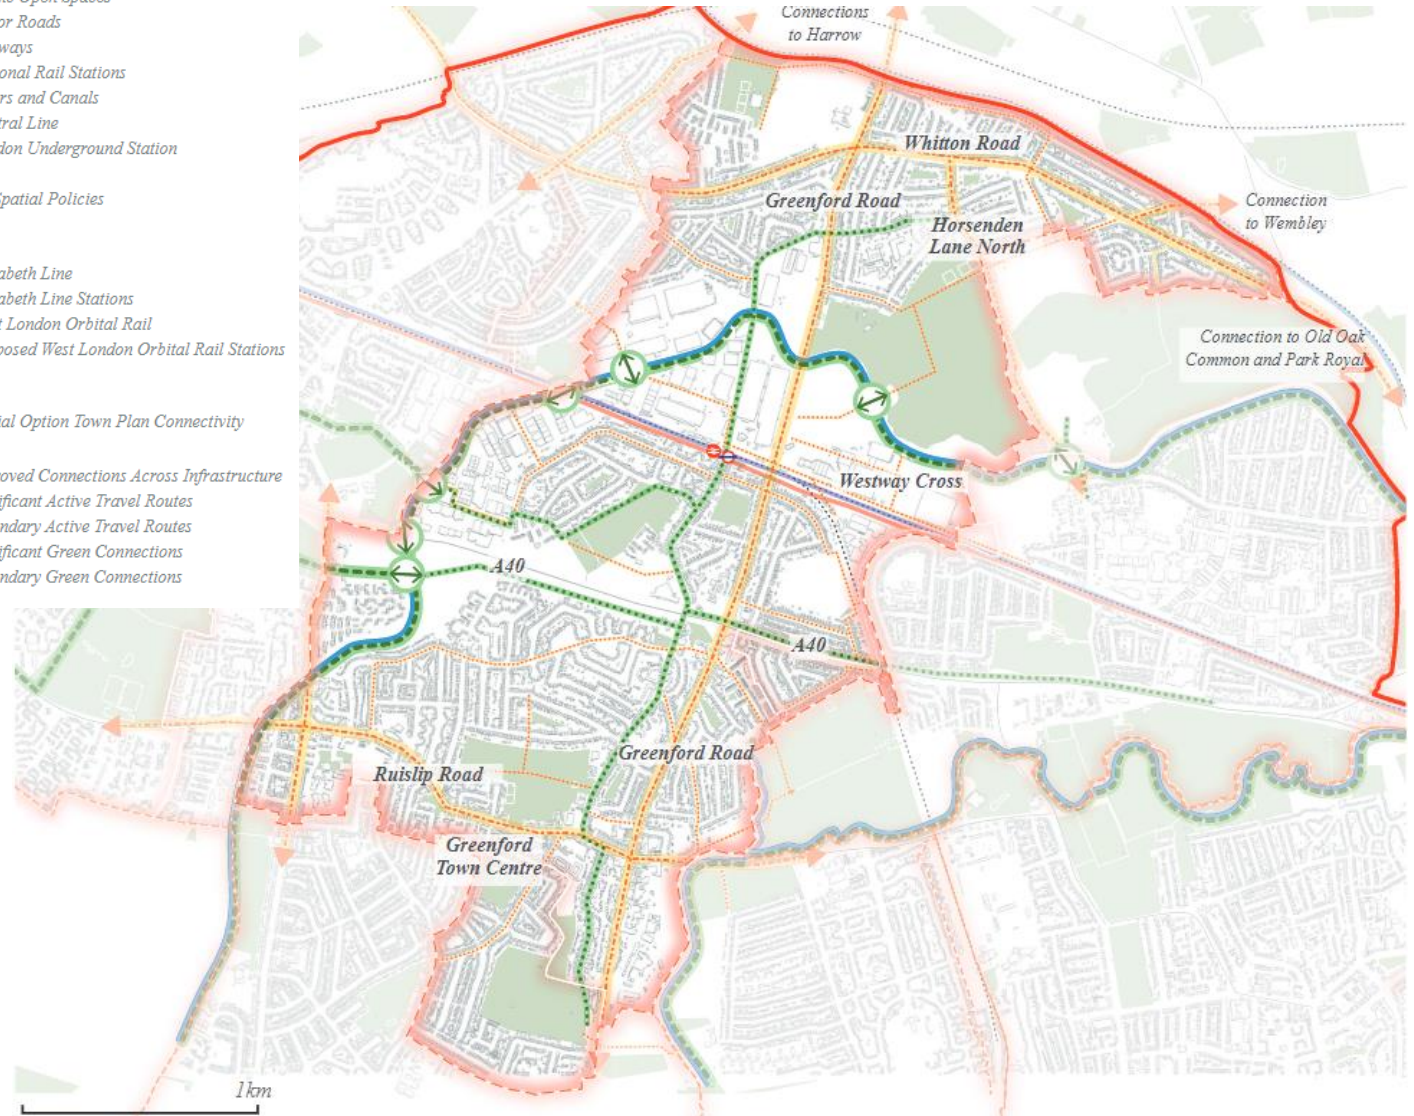 Open Spaces
or Roads
ways
onal Rail Stations
rs and Canals
tral Line
don Underground Station
Spatial Policies
abeth Line
abeth Line Stations
t London Orbital Rail
posed West London Orbital Rail Stations
ial Option Town Plan Connectivity
roved Connections Across Infrastructure
ificant Active Travel Routes
ndary Active Travel Routes
ificant Green Connections
ndary Green Connections
Connections
to Harrow
Whitton Road
Greenford Road
Connection
to Wembley
Horsenden
Lane North
Connection to Old Oak
Common and Park Royal
Westway Cross
A40
A40
Greenford Road
Ruislip Road
Greenford
Town Centre
1km